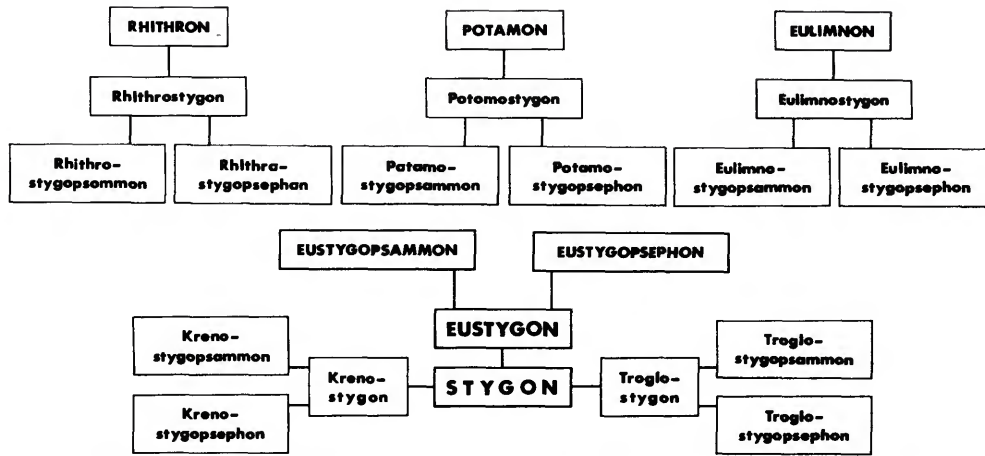 RHITHRON
POTAMON
EULIMNON
Rhithrostygon
Potomostygon
Eulimnostygon
Rhithro–
stygopsommon
Rhithra–
stygopsephan
Patamo–
stygopsammon
Potamo–
stygopsephon
Eulimno–
stygopsammon
Eulimno–
stygopsephon
EUSTYGOPSAMMON
EUSTYGOPSEPHON
EUSTYGON
Kreno–
stygopsammon
Troglo–
stygopsammon
Kreno–
stygon
STYGON
Troglo–
stygon
Kreno–
stygopsephon
Troglo–
stygopsephon